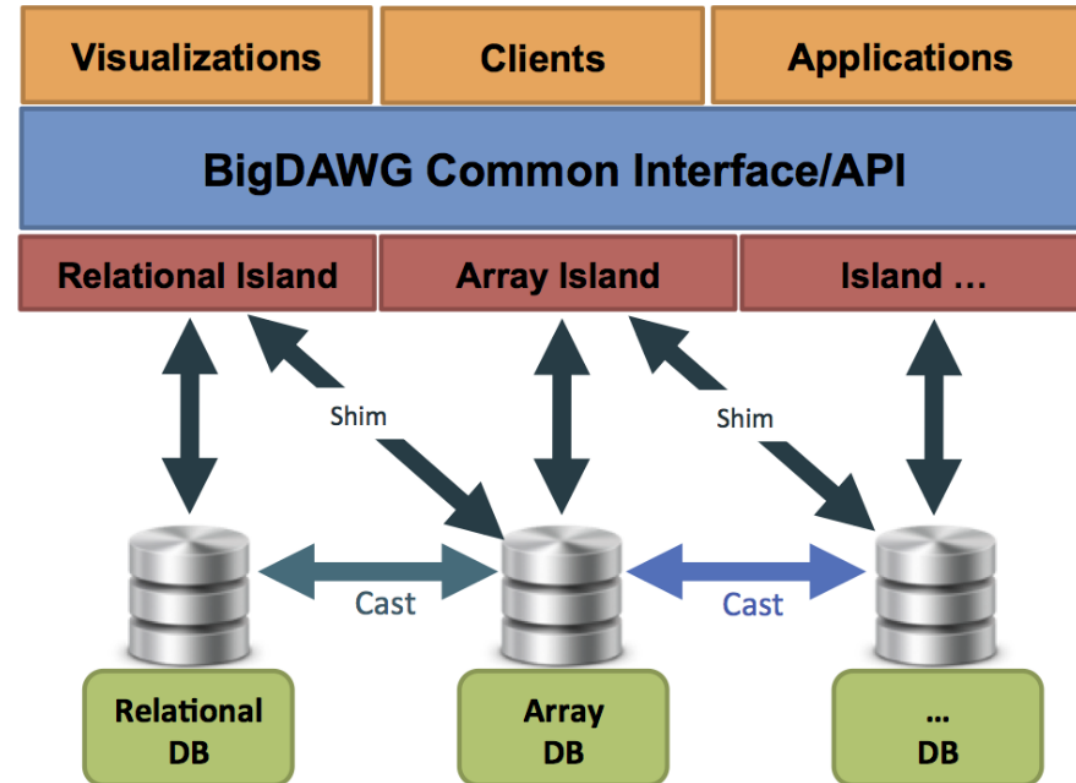 Visualizations
Clients
Applications
BigDAWG Common Interface/API
Relational Island
Array Island
Island …
Shim
Shim
Cast
Cast
Relational
DB
Array
DB
...
DB